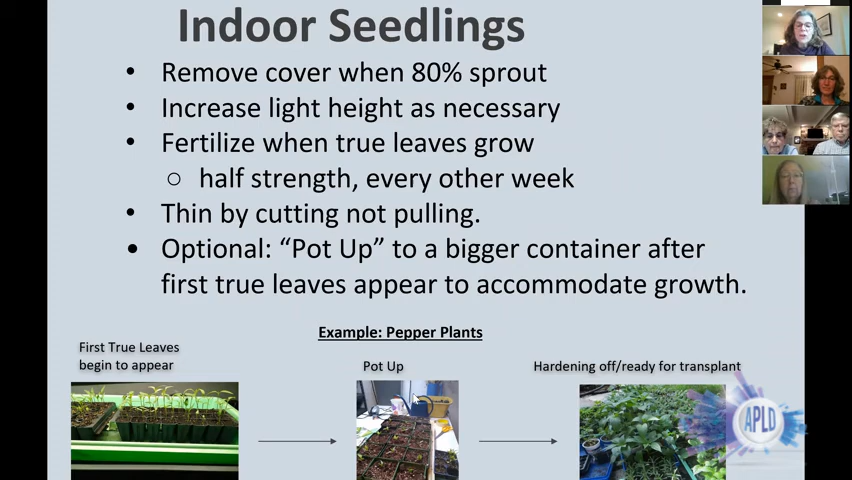 Indoor Seedlings
• Remove cover when 80% sprout
• Increase light height as necessary
• Fertilize when true leaves grow
○ half strength, every other week
• Thin by cutting not pulling.
• Optional: “Pot Up” to a bigger container after
first true leaves appear to accommodate growth.
Example: Pepper Plants
First True Leaves
begin to appear
Pot Up
Hardening off/ready for transplant
APLD